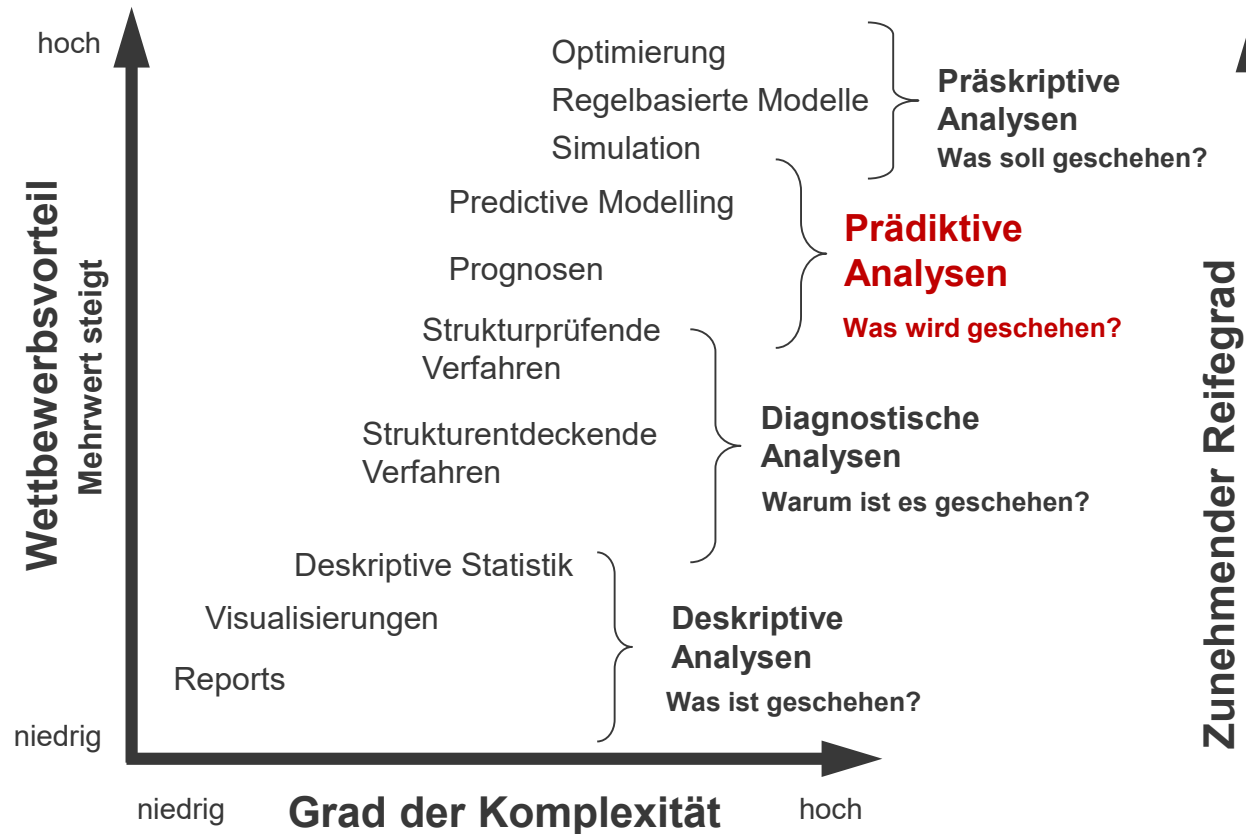 hoch
Optimierung
Regelbasierte Modelle
Simulation
Präskriptive
Analysen
Was soll geschehen?
Predictive Modelling
Prognosen
Prädiktive
Analysen
Was wird geschehen?
Strukturprüfende
Verfahren
Strukturentdeckende
Verfahren
Diagnostische
Analysen
Warum ist es geschehen?
Deskriptive Statistik
Visualisierungen
Reports
Deskriptive
Analysen
Was ist geschehen?
Wettbewerbsvorteil
Mehrwert steigt
Zunehmender Reifegrad
niedrig
niedrig
Grad der Komplexität
hoch